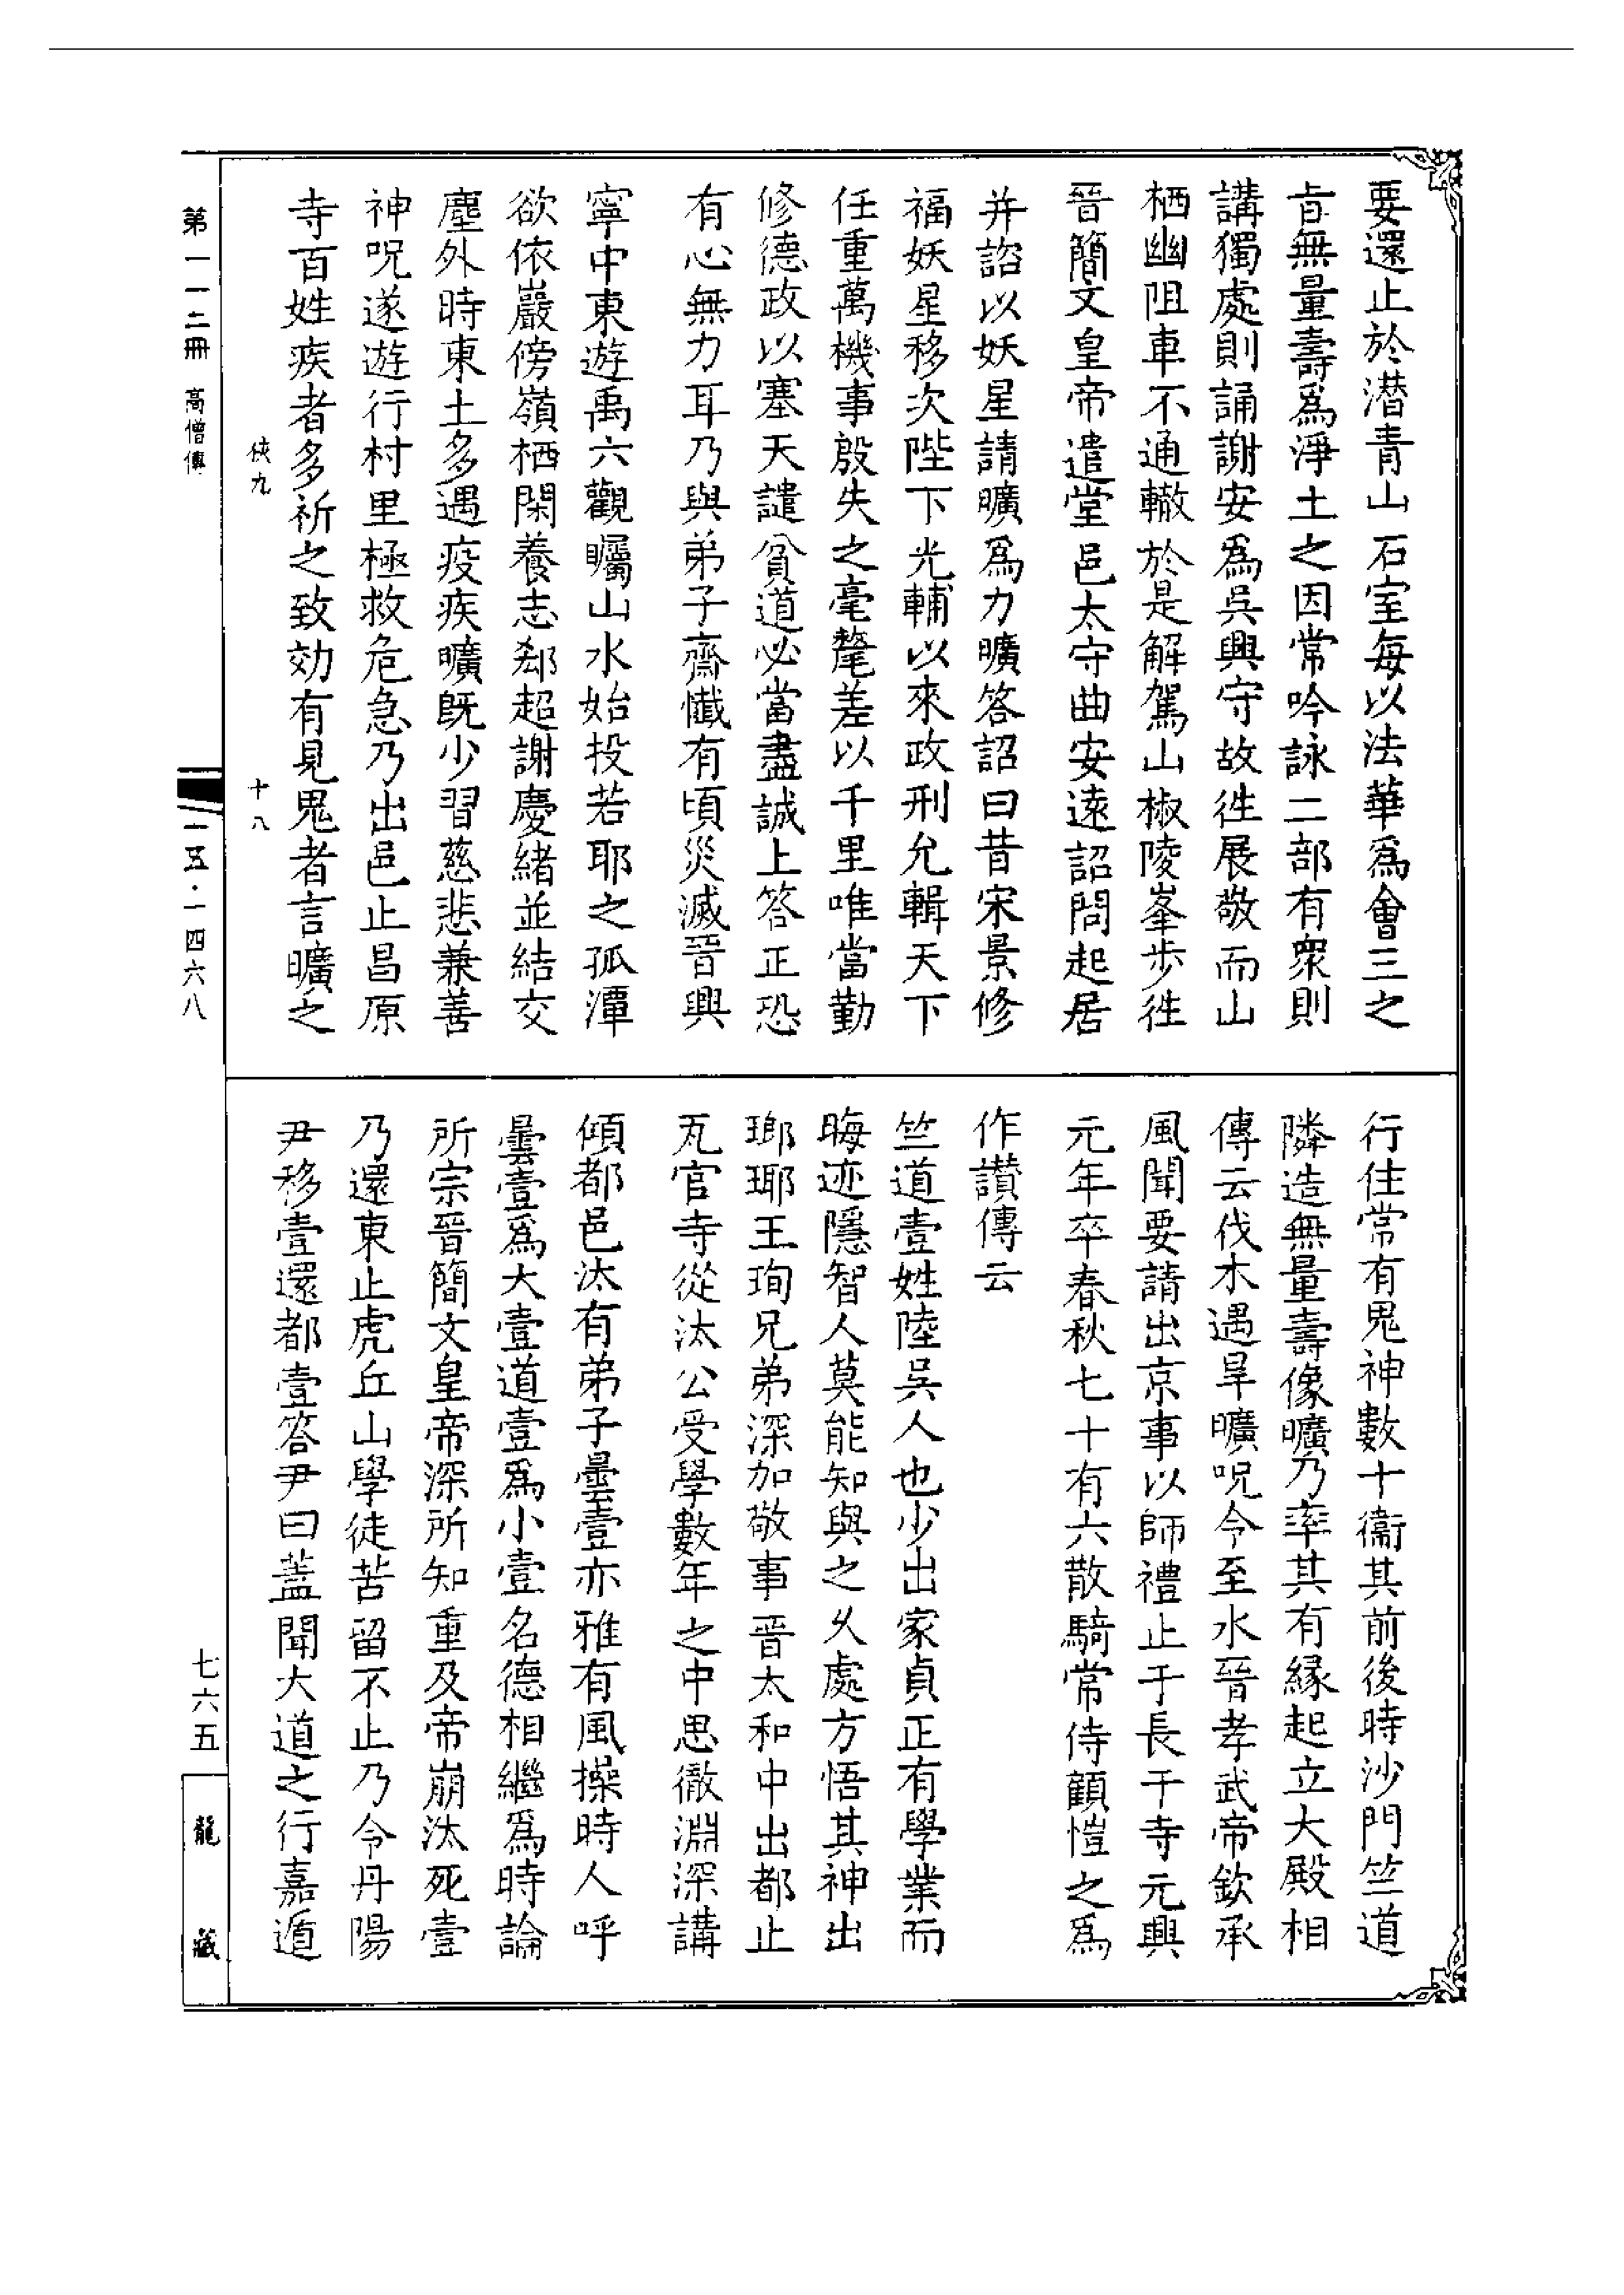 要還止於潛青山石室每以法華爲會三之
旨無量壽爲淨土之因常吟詠二部有衆則
講獨處則誦謝安爲吳興守故徃展敬而山
栖幽阻車不通轍於是解駕山椒陵峯步徃
晉簡文皇帝遣堂邑太守曲安遠詔問起居
并諮以妖星請曠爲力曠答詔曰昔宋景修
福妖星移次陛下光輔以來政刑允輯天下
任重萬機事殷失之毫氂差以千里唯當勤
修德政以塞天譴貧道必當盡誠上答正恐
有心無力耳乃與弟子齋懺有頃災滅晉興
寧中東遊禹六觀矚山水始投若耶之孤潭
欲依巖傍嶺栖閑養志郄超謝慶緒並結交
塵外時東土多遇疫疾曠既少習慈悲兼善
神呪遂遊行村里極救危急乃出邑止昌原
寺百姓疾者多祈之致効有見鬼者言曠之
俠九
十八
行住常有鬼神數十衞其前後時沙門竺道
隣造無量壽像曠乃率其有緣起立大殿相
傳云伐木遇旱曠呪令至水晉孝武帝欽承
風聞要請出京事以師禮止于長干寺元興
元年卒春秋七十有六散騎常侍顧愷之爲
作讚傳云
竺道壹姓陸吳人也少出家貞正有學業而
晦迹隱智人莫能知與之乆處方悟其神出
瑯瑘王珣兄弟深加敬事晉太和中出都止
瓦官寺從汰公受學數年之中思徹淵深講
傾都邑汰有弟子曇壹亦雅有風操時人呼
曇壹爲大壹道壹爲小壹名德相繼爲時論
所宗晉簡文皇帝深所知重及帝崩汰死壹
乃還東止虎丘山學徒苦留不止乃令丹陽
尹移壹還都壹答尹曰蓋聞大道之行嘉遁
第一一二冊 高僧傳
一五·一四六八
七六五
龍藏